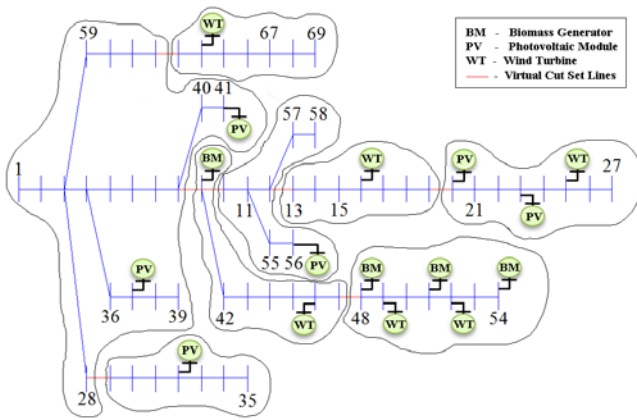 59
WT
67
69
BM - Biomass Generator
PV - Photovoltaic Module
WT - Wind Turbine
Virtual Cut Set Lines
40 41
PV
57 58
BM
1
WT
PV
WT
27
11
13
15
21
PV
55 56
PV
PV
36
39
42
WT
BM
BM
BM
48
54
WT
WT
PV
28
35